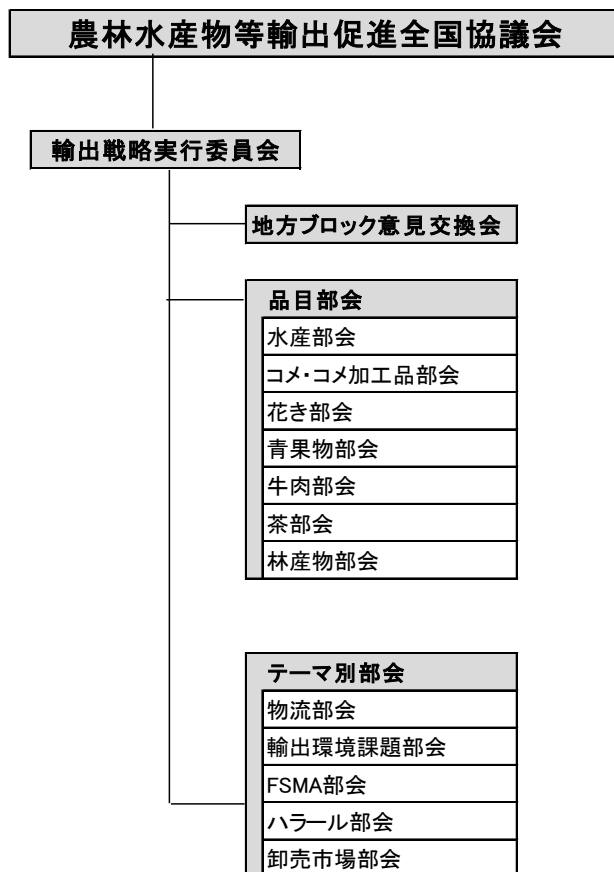 農林水産物等輸出促進全国協議会
輸出戦略実行委員会
地方ブロック意見交換会
品目部会
水産部会
コメ・コメ加工品部会
花き部会
青果物部会
牛肉部会
茶部会
林産物部会
テーマ別部会
物流部会
輸出環境課題部会
FSMA部会
ハラール部会
卸売市場部会